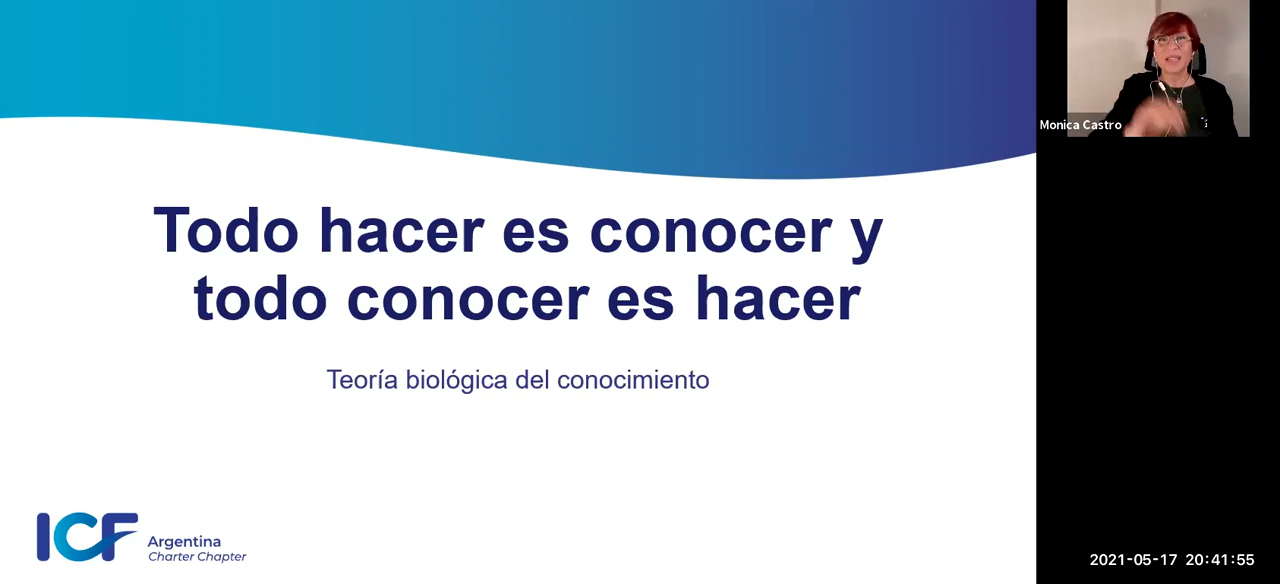 Todo hacer es conocer y
todo conocer es hacer
Teoría biológica del conocimiento
ICF
Argentina
Charter Chapter
Monica Castro
2021-05-17 20:41:55